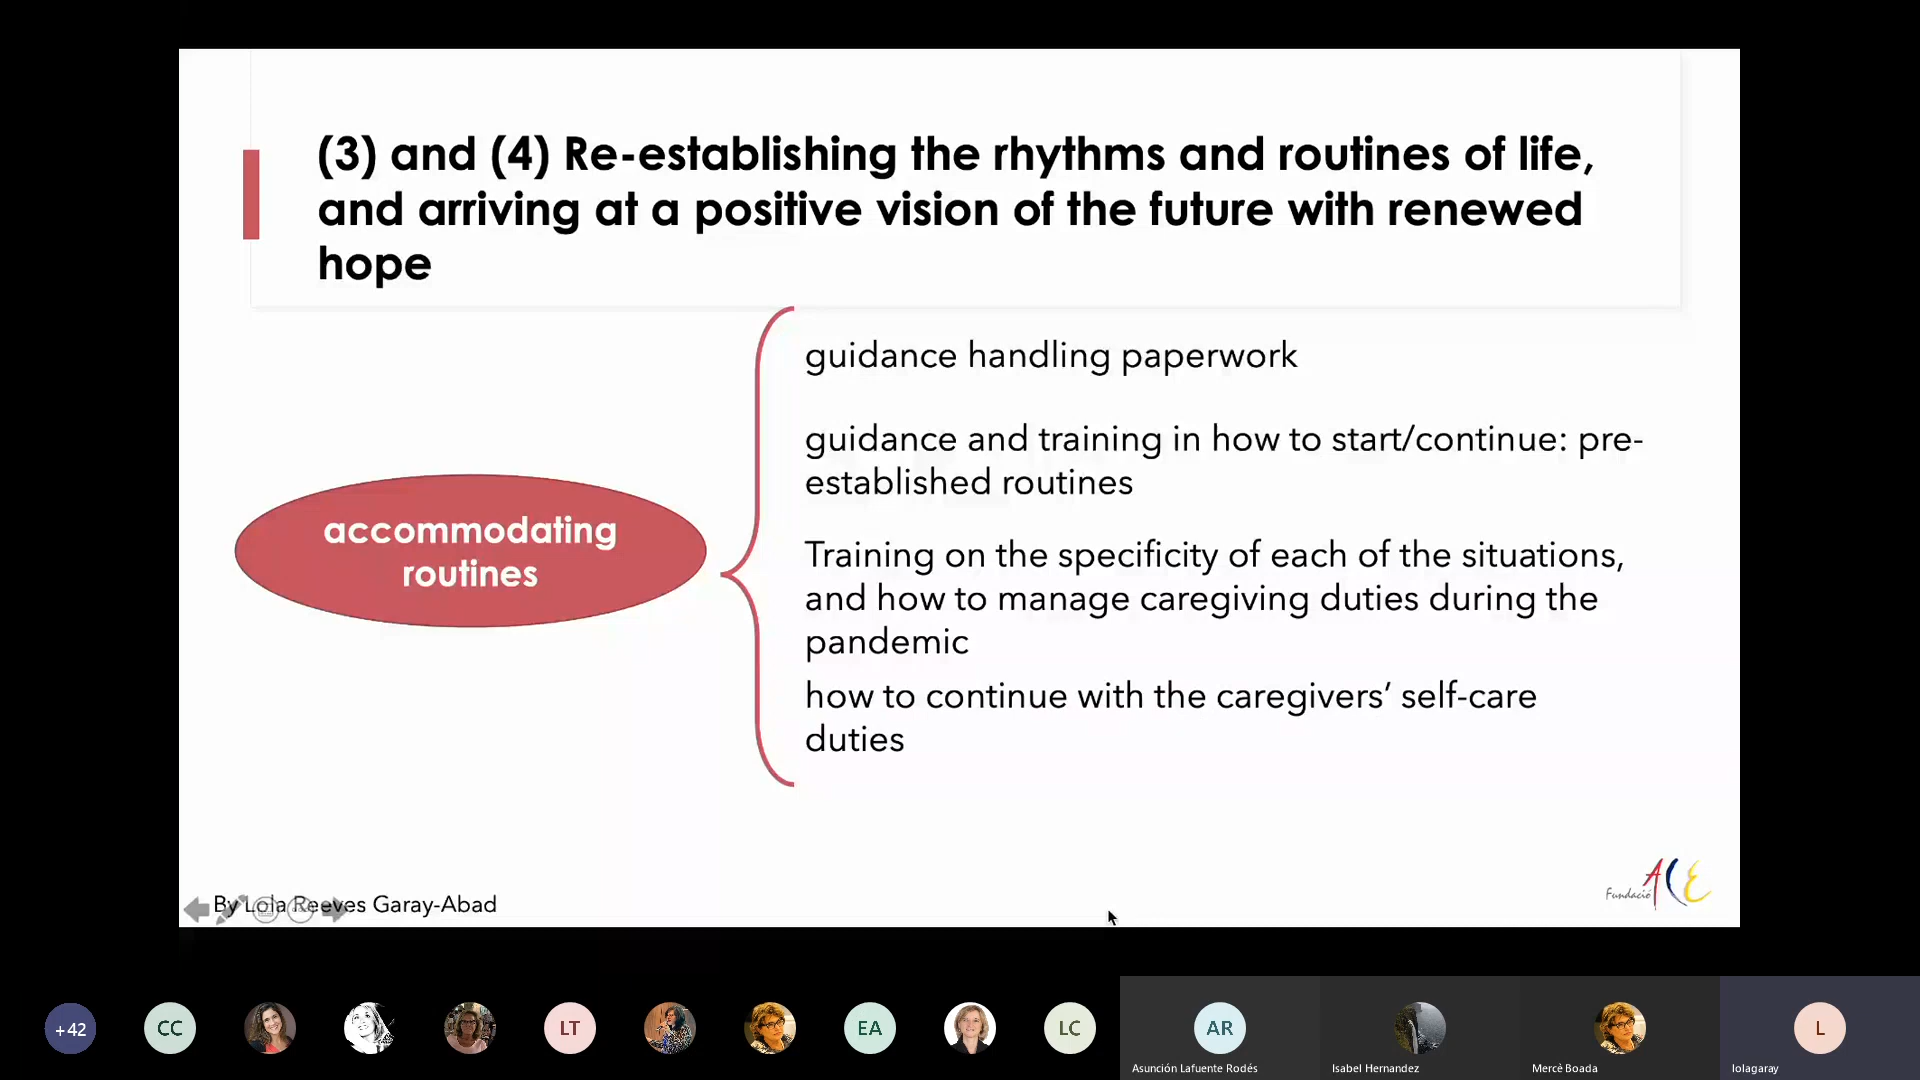 (3) and (4) Re-establishing the rhythms and routines of life,
and arriving at a positive vision of the future with renewed
hope
guidance handling paperwork
guidance and training in how to start/continue: pre-
established routines
accommodating
routines
Training on the specificity of each of the situations,
and how to manage caregiving duties during the
pandemic
how to continue with the caregivers’ self-care
duties
By Lola Reeves Garay-Abad
Fundació ACE
+42
CC
LT
EA
LC
AR
L
Asunción Lafuente Rodés
Isabel Hernandez
Mercè Boada
lolagaray